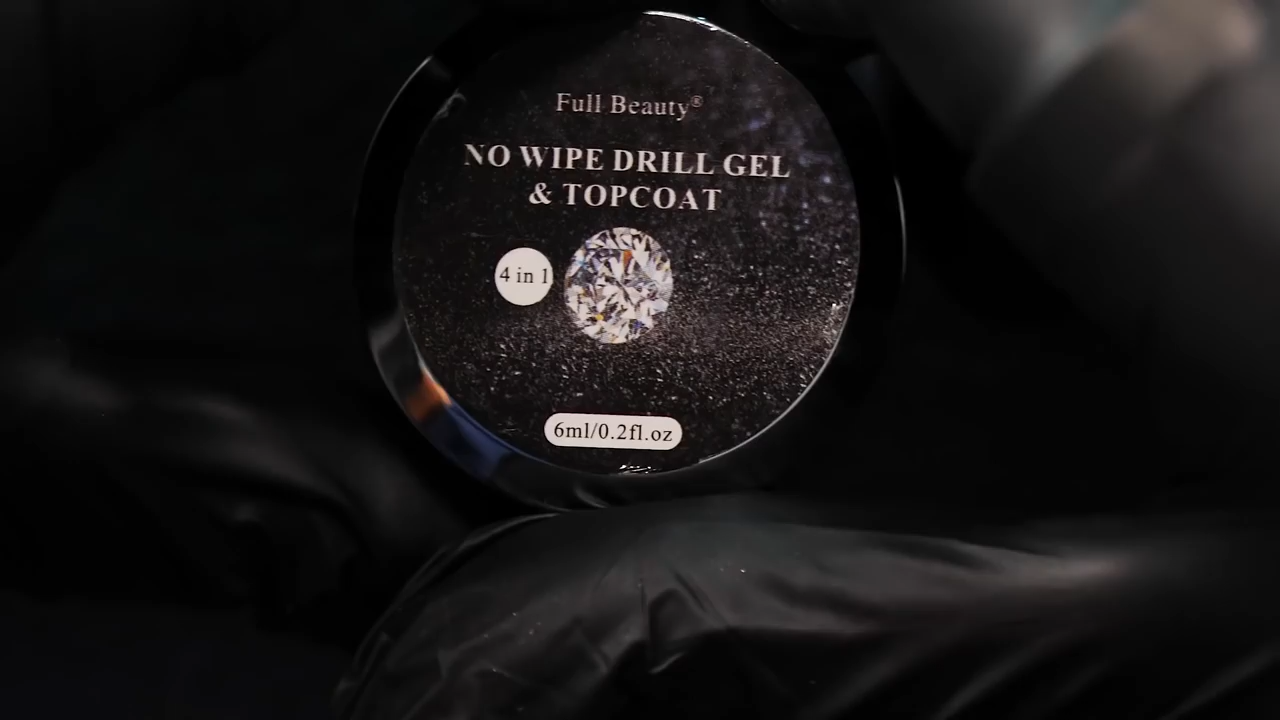 Full Beauty®
NO WIPE DRILL GEL
& TOPCOAT
4 in 1
6ml/0.2fl.oz